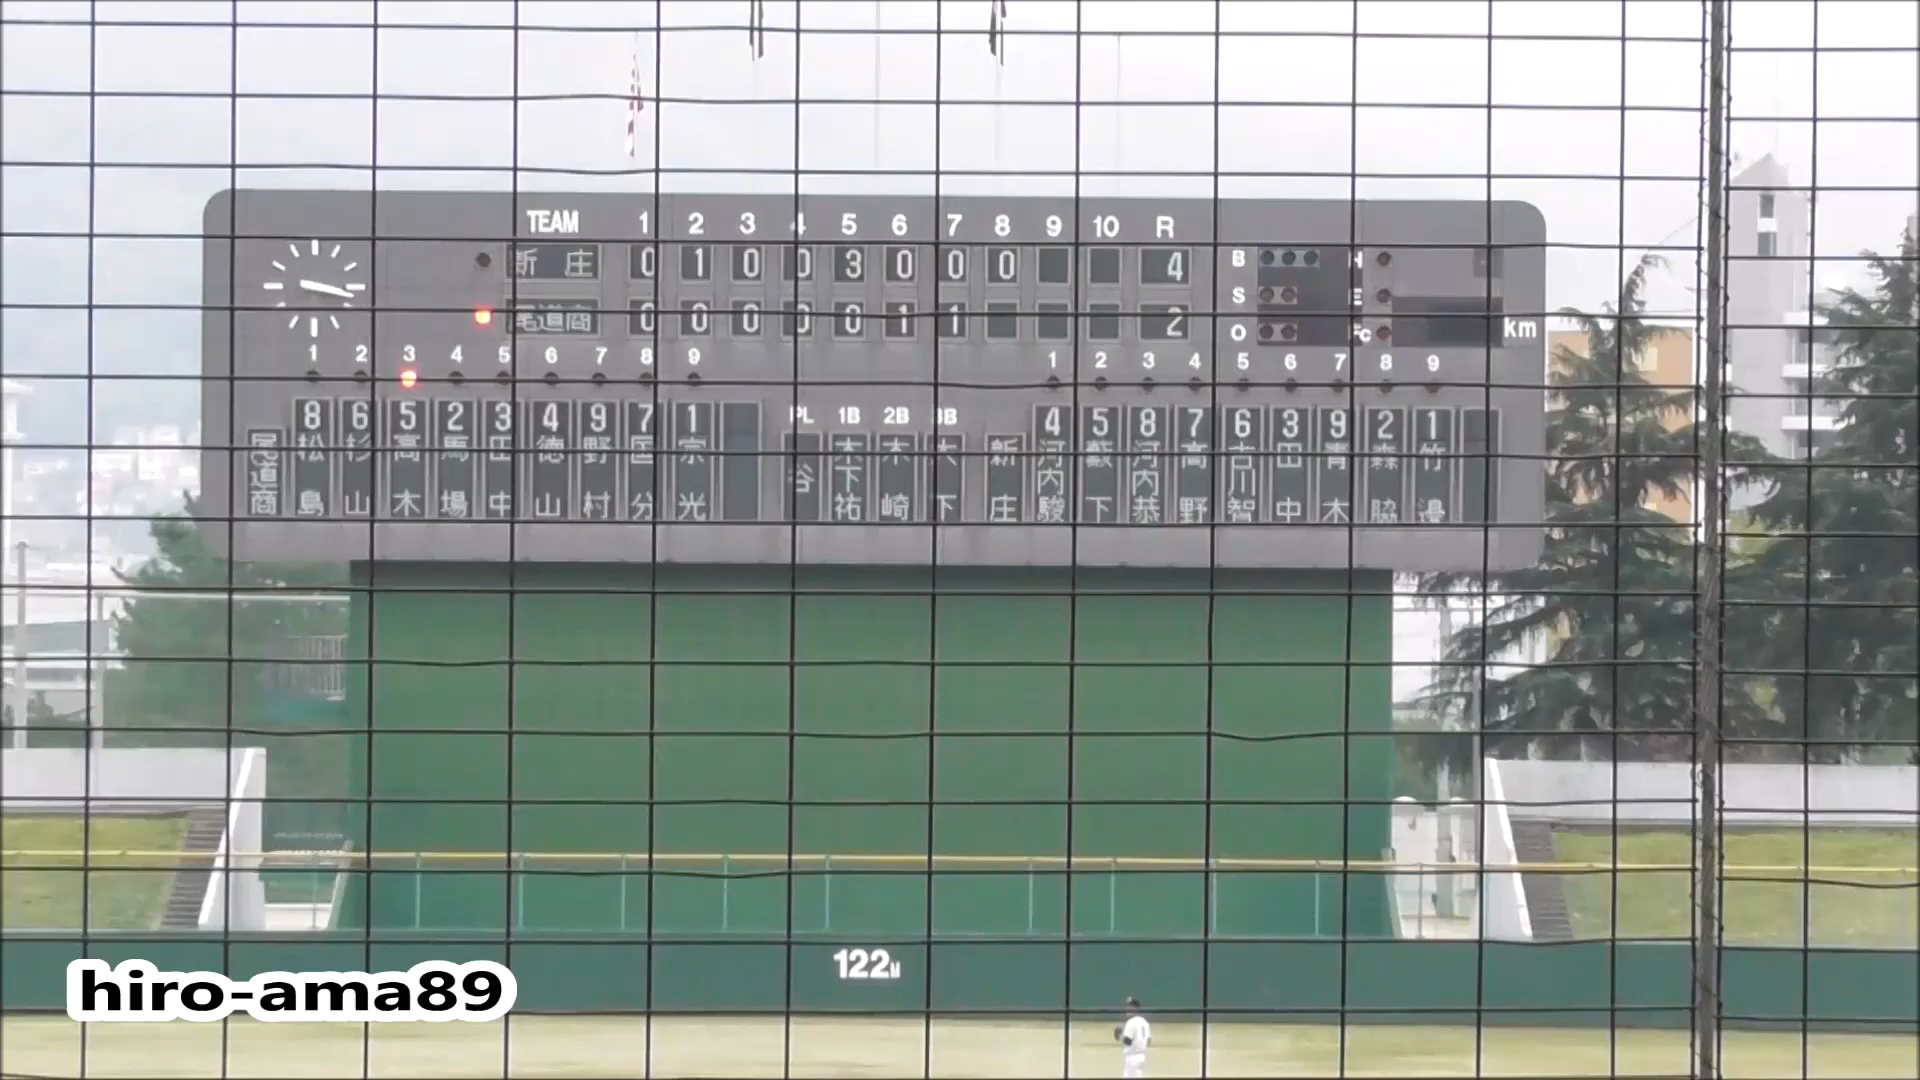 TEAM 1 2 3 4 5 6 7 8 9 10 R
新庄 0 1 0 0 3 0 0 0 4
尾道商 0 0 0 0 0 1 1 2
B H
S E
O Fc
km
1 2 3 4 5 6 7 8 9
1 2 3 4 5 6 7 8 9
8 6 5 2 3 4 9 7 1
PL 1B 2B 3B
4 5 8 7 6 3 9 2 1
尾道商
松島
杉山
高木
馬場
田中
徳山
野村
国分
宗光
谷
木下祐
木崎
大下
新庄
河内駿
藪下
河内恭
高野
古川智
田中
青木
森脇
竹邊
122M
hiro-ama89